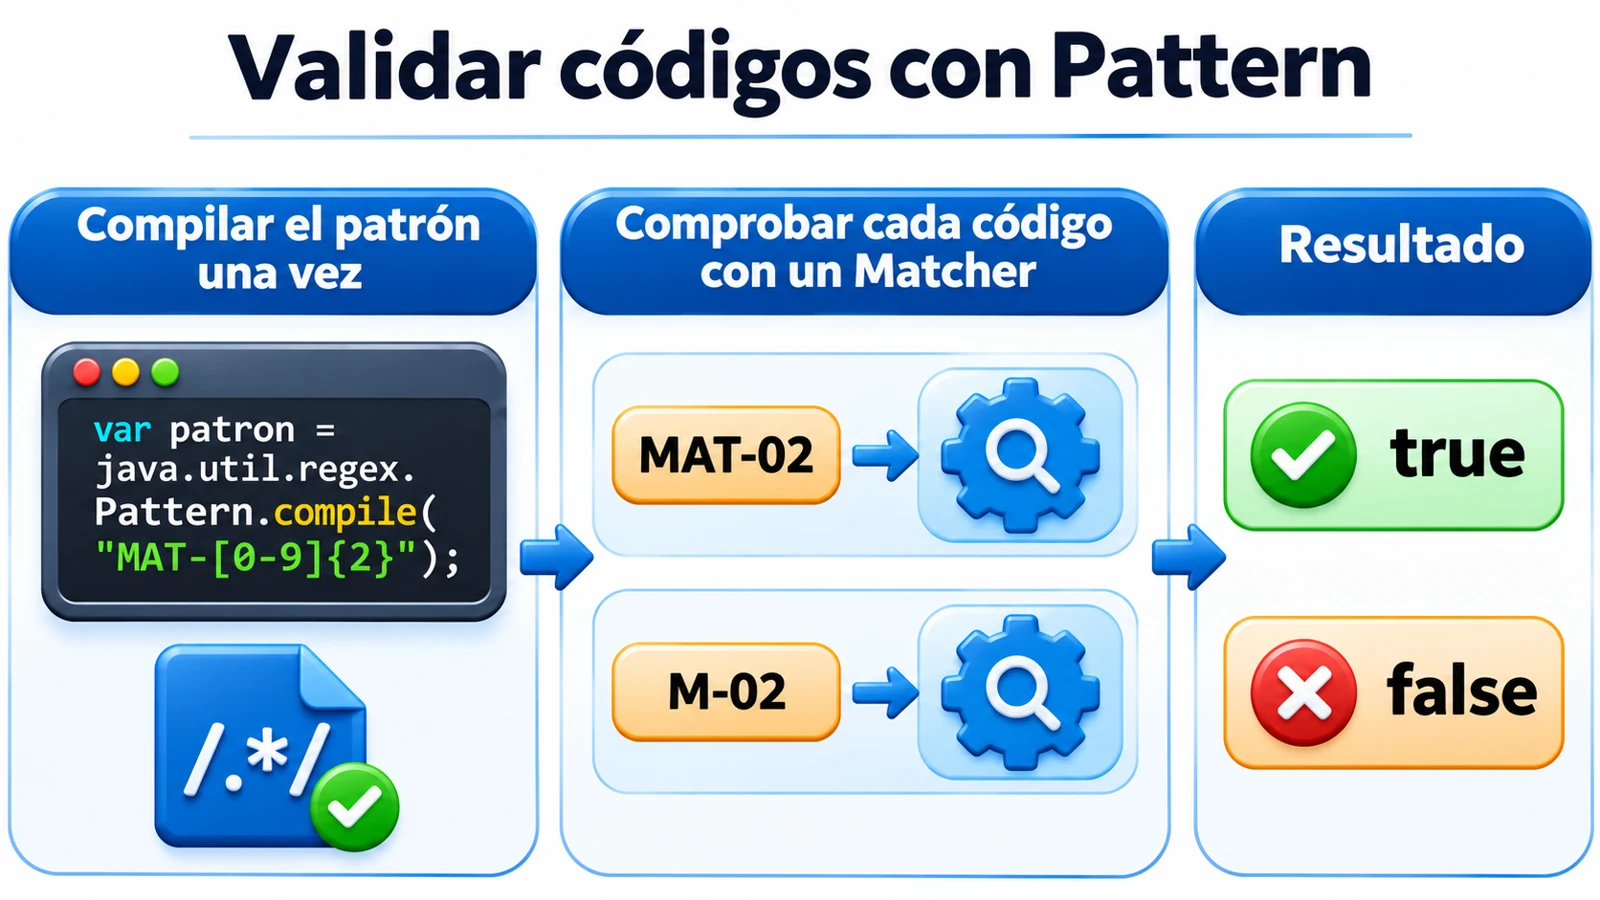 Validar códigos con Pattern
Compilar el patrón
una vez
var patron =
java.util.regex.
Pattern.compile(
"MAT-[0-9]{2}");
/.*/
Comprobar cada código
con un Matcher
MAT-02
M-02
Resultado
true
false